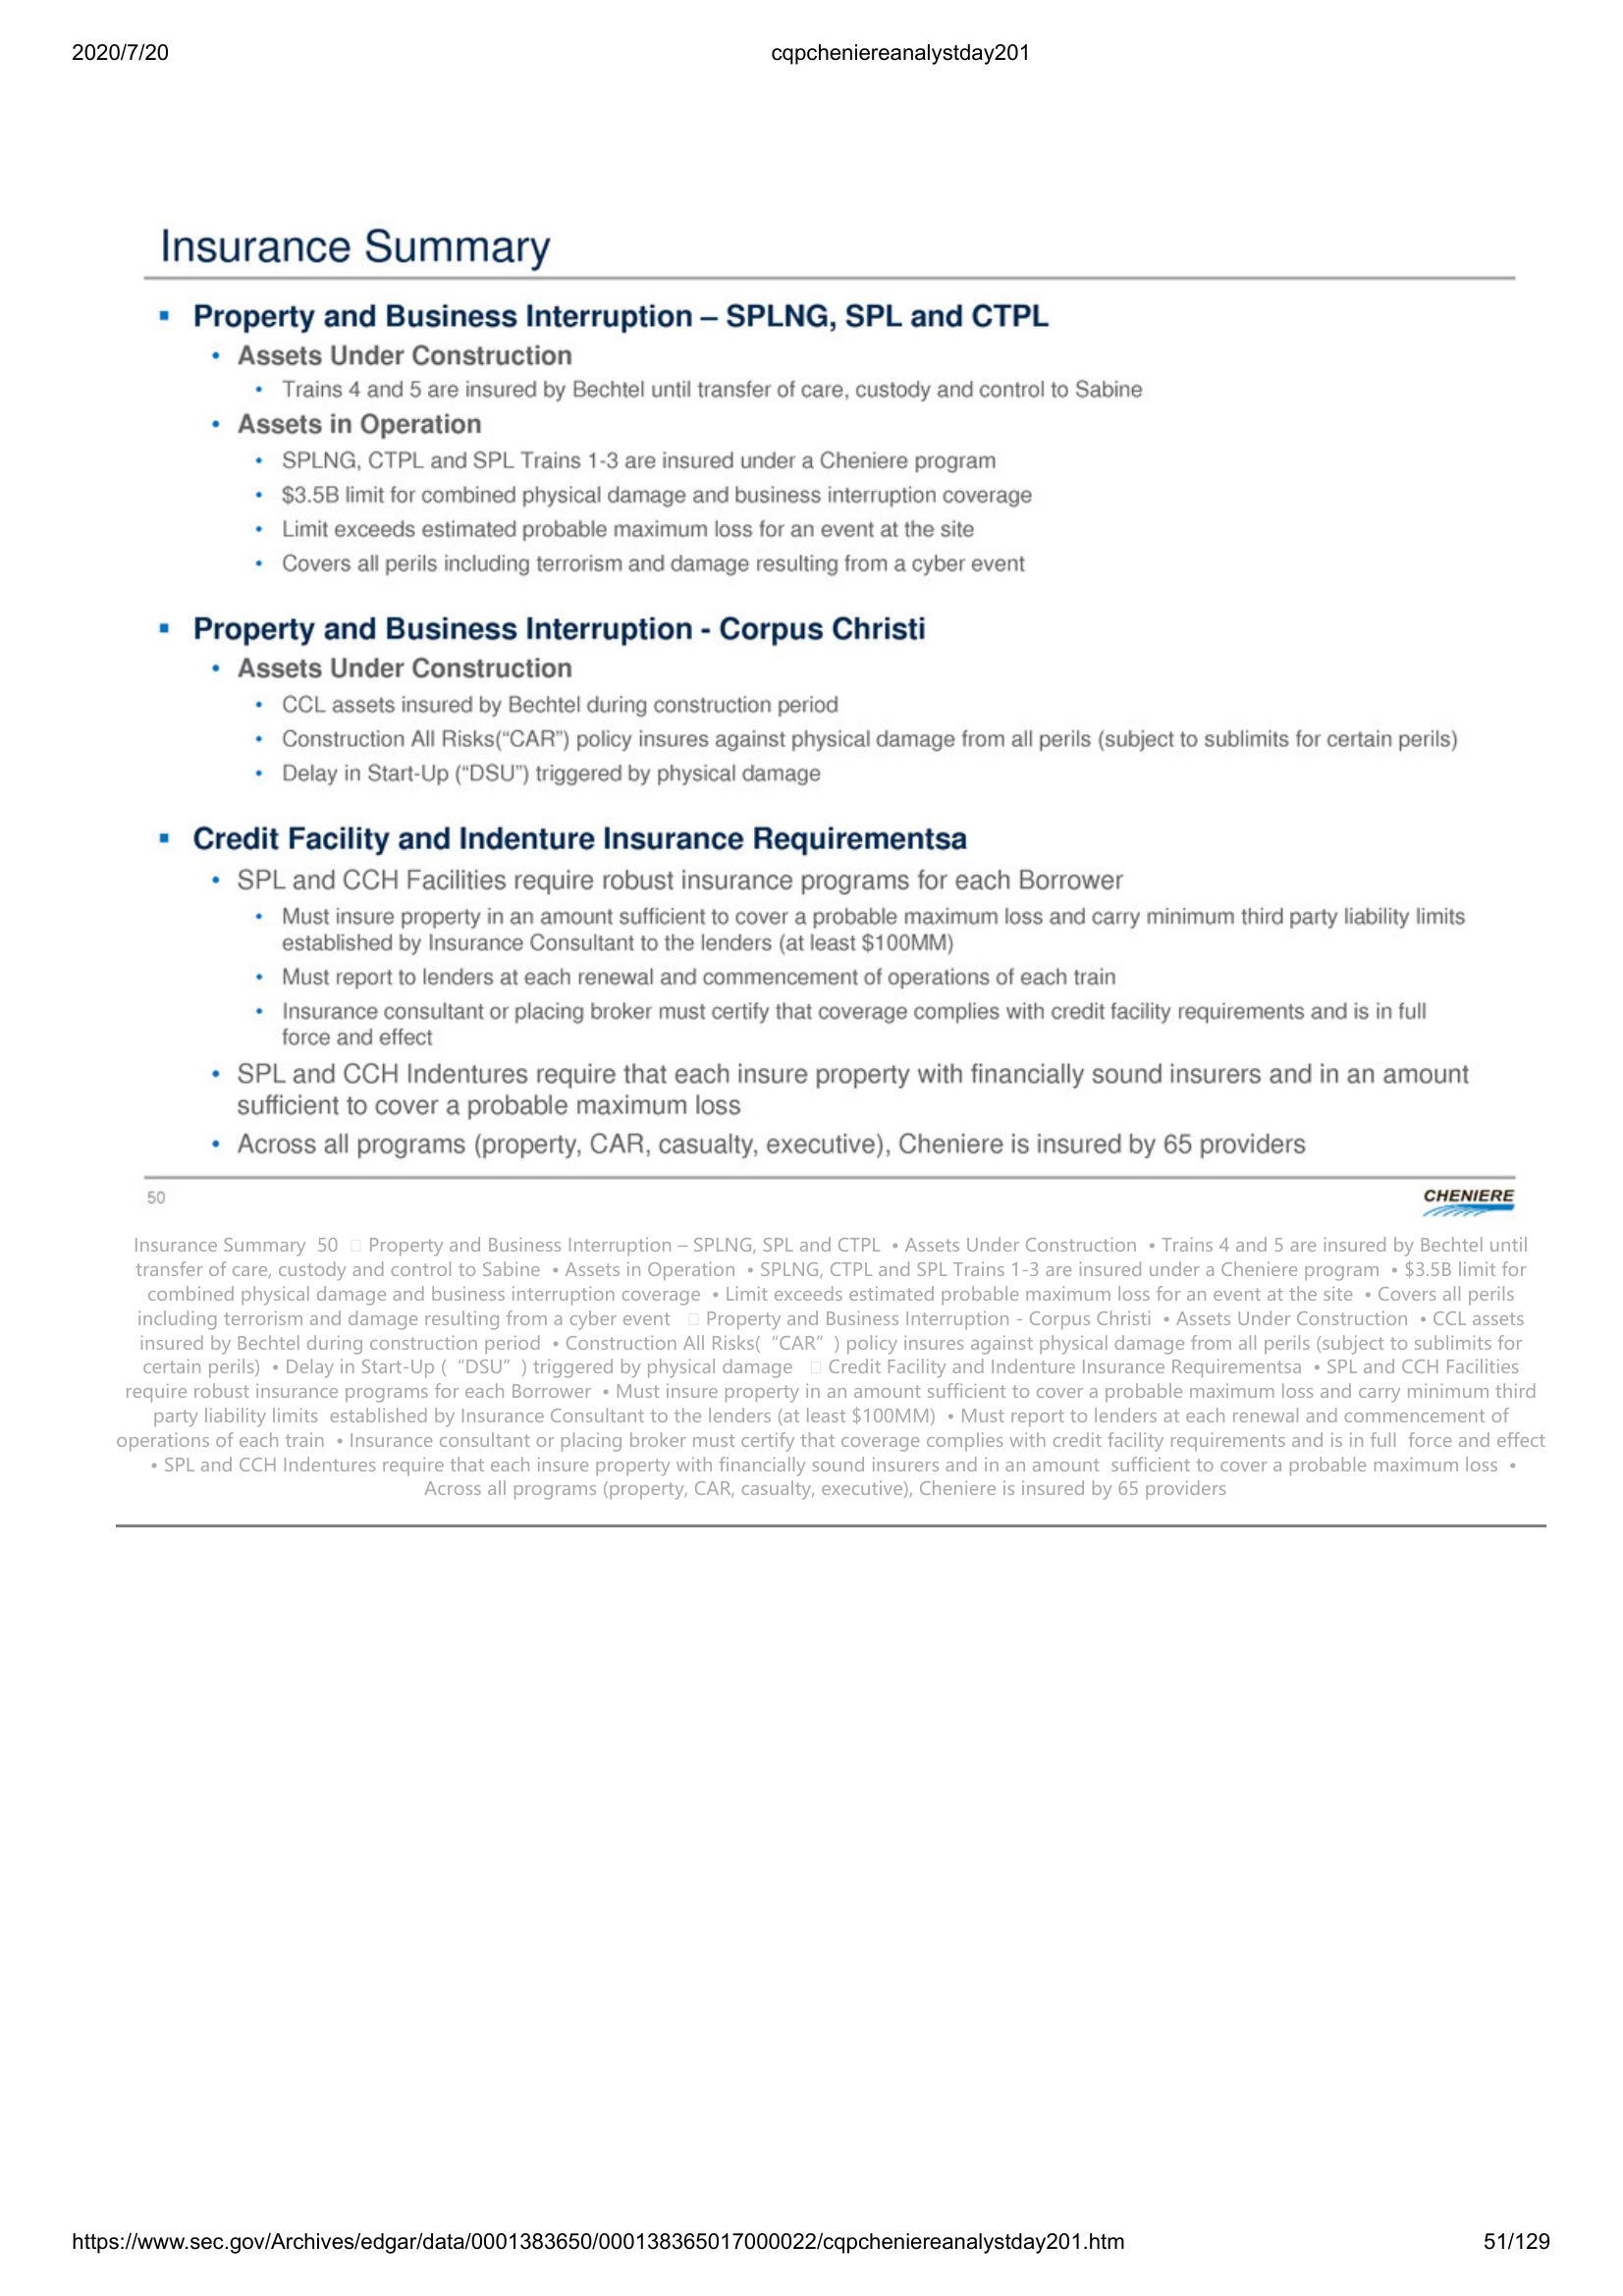 2020/7/20 cqpcheniereanalystday201
Insurance Summary
▪ Property and Business Interruption – SPLNG, SPL and CTPL
• Assets Under Construction
• Trains 4 and 5 are insured by Bechtel until transfer of care, custody and control to Sabine
• Assets in Operation
• SPLNG, CTPL and SPL Trains 1-3 are insured under a Cheniere program
• $3.5B limit for combined physical damage and business interruption coverage
• Limit exceeds estimated probable maximum loss for an event at the site
• Covers all perils including terrorism and damage resulting from a cyber event
▪ Property and Business Interruption - Corpus Christi
• Assets Under Construction
• CCL assets insured by Bechtel during construction period
• Construction All Risks(“CAR”) policy insures against physical damage from all perils (subject to sublimits for certain perils)
• Delay in Start-Up (“DSU”) triggered by physical damage
▪ Credit Facility and Indenture Insurance Requirementsa
• SPL and CCH Facilities require robust insurance programs for each Borrower
• Must insure property in an amount sufficient to cover a probable maximum loss and carry minimum third party liability limits
established by Insurance Consultant to the lenders (at least $100MM)
• Must report to lenders at each renewal and commencement of operations of each train
• Insurance consultant or placing broker must certify that coverage complies with credit facility requirements and is in full
force and effect
• SPL and CCH Indentures require that each insure property with financially sound insurers and in an amount
sufficient to cover a probable maximum loss
• Across all programs (property, CAR, casualty, executive), Cheniere is insured by 65 providers
50 CHENIERE
Insurance Summary 50 □ Property and Business Interruption – SPLNG, SPL and CTPL • Assets Under Construction • Trains 4 and 5 are insured by Bechtel until
transfer of care, custody and control to Sabine • Assets in Operation • SPLNG, CTPL and SPL Trains 1-3 are insured under a Cheniere program • $3.5B limit for
combined physical damage and business interruption coverage • Limit exceeds estimated probable maximum loss for an event at the site • Covers all perils
including terrorism and damage resulting from a cyber event □ Property and Business Interruption - Corpus Christi • Assets Under Construction • CCL assets
insured by Bechtel during construction period • Construction All Risks( “CAR” ) policy insures against physical damage from all perils (subject to sublimits for
certain perils) • Delay in Start-Up ( “DSU” ) triggered by physical damage □ Credit Facility and Indenture Insurance Requirementsa • SPL and CCH Facilities
require robust insurance programs for each Borrower • Must insure property in an amount sufficient to cover a probable maximum loss and carry minimum third
party liability limits established by Insurance Consultant to the lenders (at least $100MM) • Must report to lenders at each renewal and commencement of
operations of each train • Insurance consultant or placing broker must certify that coverage complies with credit facility requirements and is in full force and effect
• SPL and CCH Indentures require that each insure property with financially sound insurers and in an amount sufficient to cover a probable maximum loss •
Across all programs (property, CAR, casualty, executive), Cheniere is insured by 65 providers
https://www.sec.gov/Archives/edgar/data/0001383650/000138365017000022/cqpcheniereanalystday201.htm 51/129